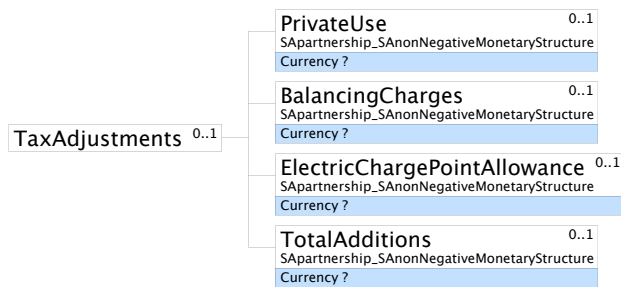 PrivateUse 0..1
SApartnership_SAnonNegativeMonetaryStructure
Currency ?
BalancingCharges 0..1
SApartnership_SAnonNegativeMonetaryStructure
Currency ?
TaxAdjustments 0..1
ElectricChargePointAllowance 0..1
SApartnership_SAnonNegativeMonetaryStructure
Currency ?
TotalAdditions 0..1
SApartnership_SAnonNegativeMonetaryStructure
Currency ?